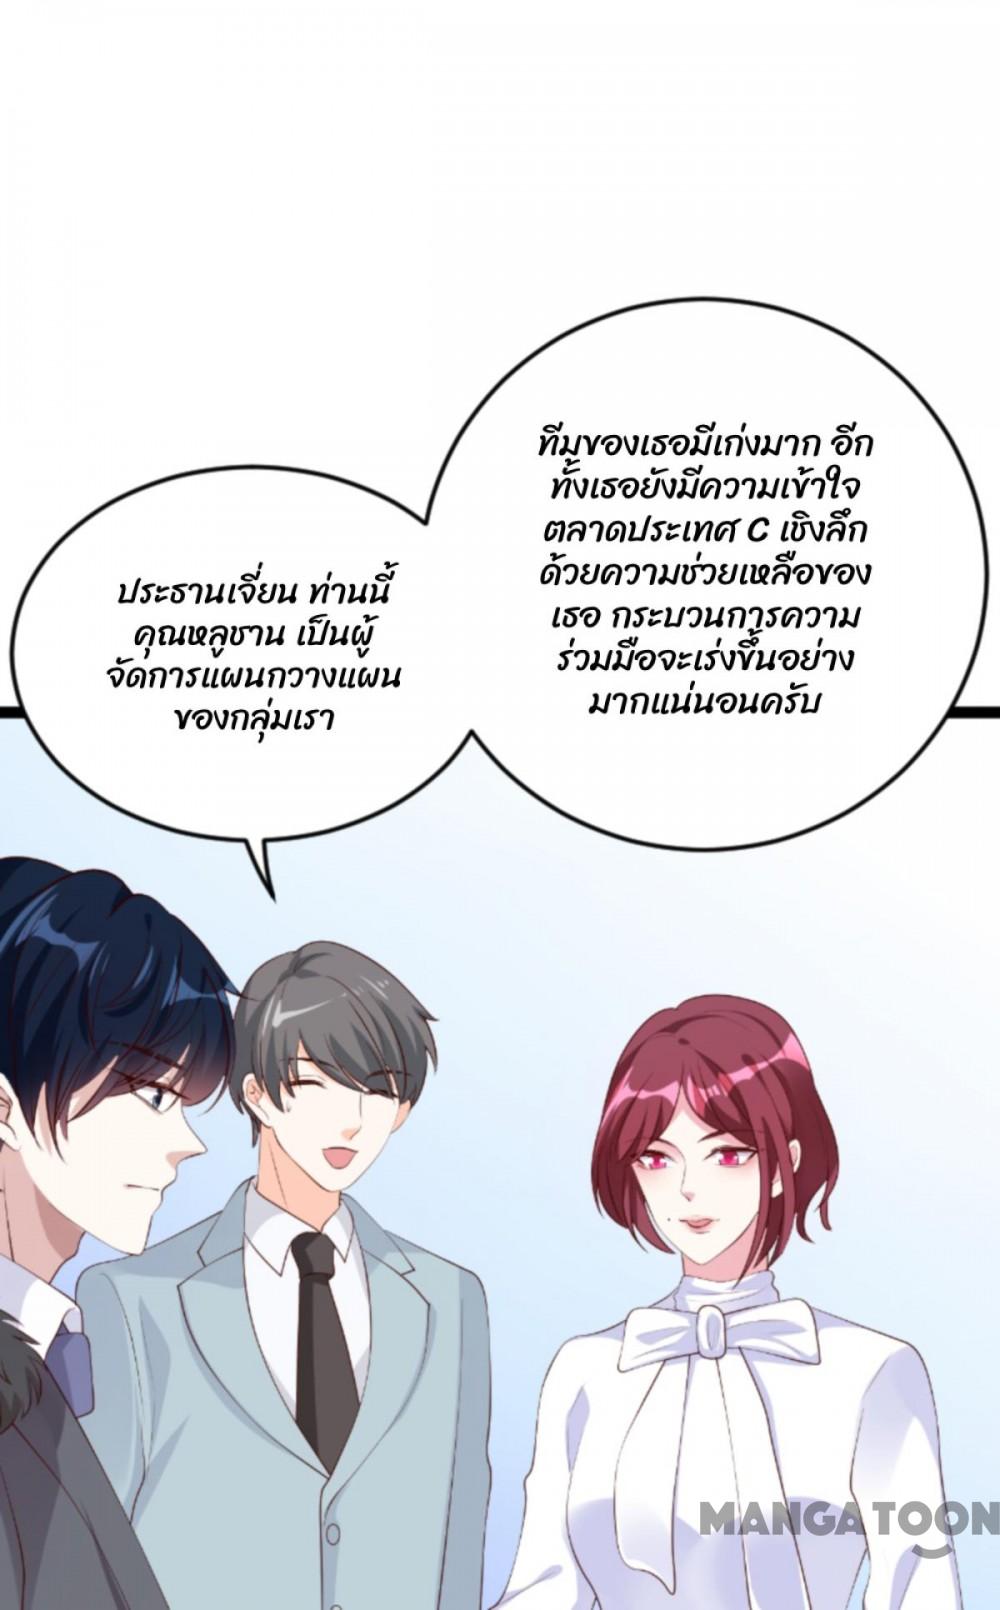 ประธานเจี่ยน ท่านนี้
คุณหลูชาน เป็นผู้
จัดการแผนกวางแผน
ของกลุ่มเรา
ทีมของเธอมีเก่งมาก อีก
ทั้งเธอยังมีความเข้าใจ
ตลาดประเทศ C เชิงลึก
ด้วยความช่วยเหลือของ
เธอ กระบวนการความ
ร่วมมือจะเร่งขึ้นอย่าง
มากแน่นอนครับ
MANGATOON